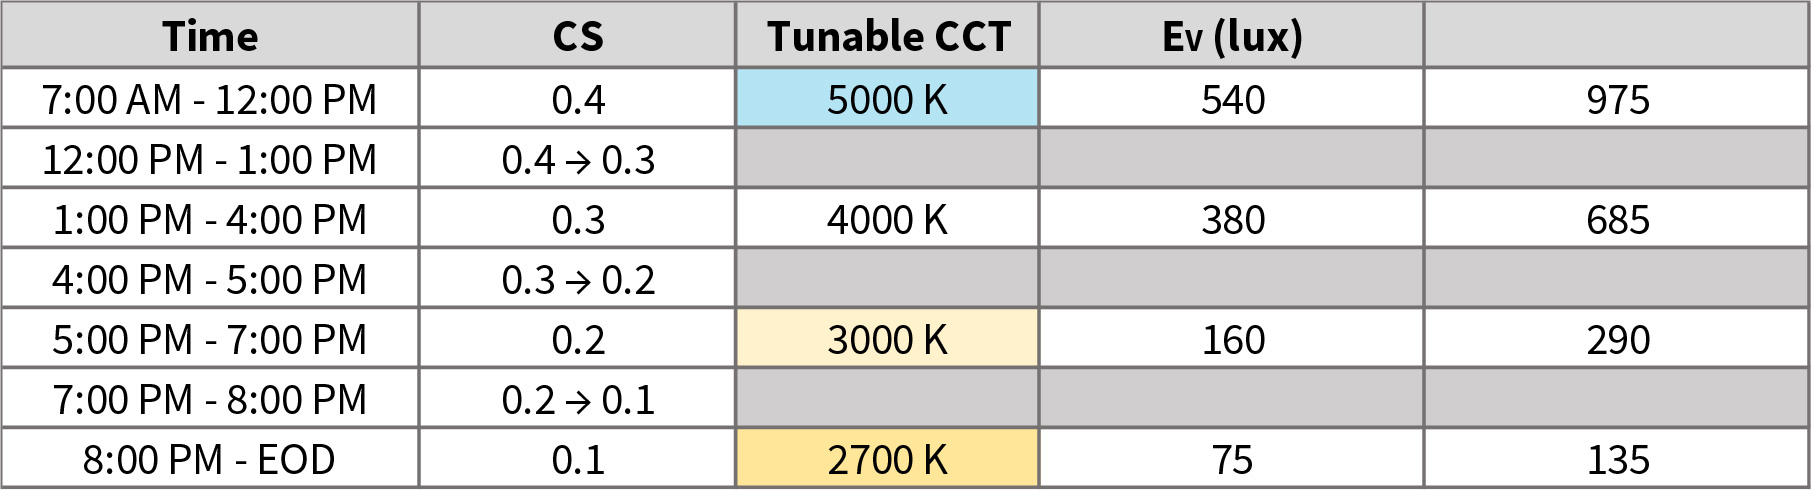 Time CS Tunable CCT Ev (lux)
7:00 AM - 12:00 PM 0.4 5000 K 540 975
12:00 PM - 1:00 PM 0.4 → 0.3
1:00 PM - 4:00 PM 0.3 4000 K 380 685
4:00 PM - 5:00 PM 0.3 → 0.2
5:00 PM - 7:00 PM 0.2 3000 K 160 290
7:00 PM - 8:00 PM 0.2 → 0.1
8:00 PM - EOD 0.1 2700 K 75 135